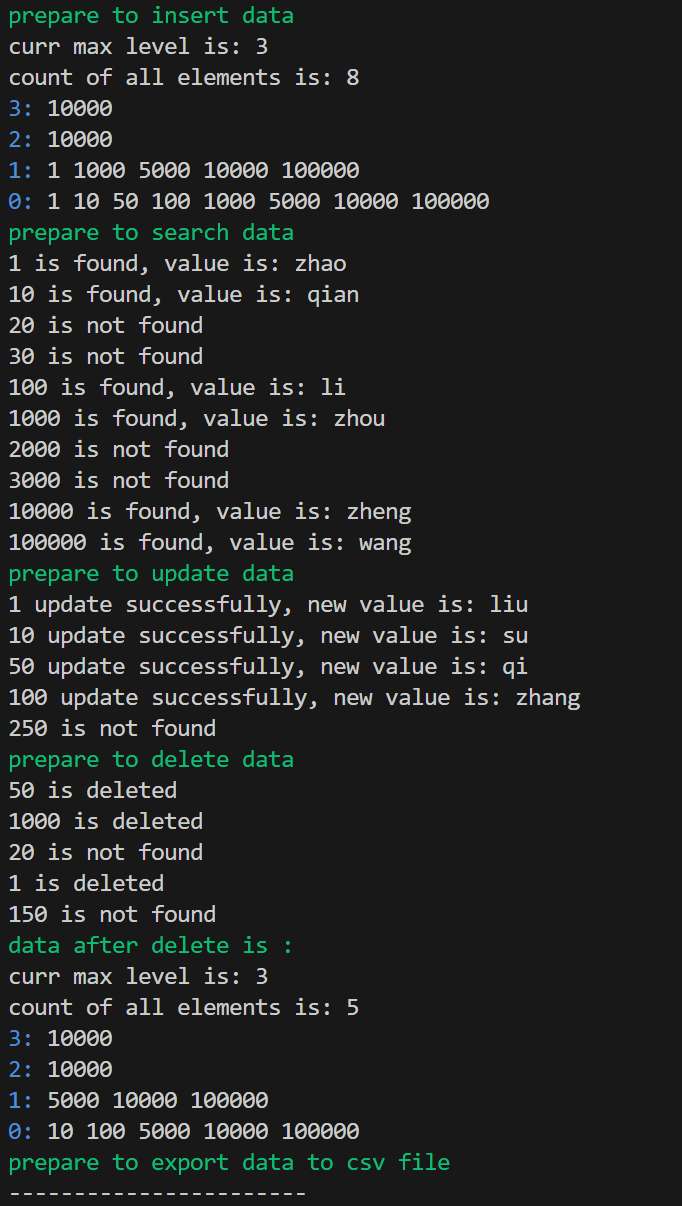 prepare to insert data
curr max level is: 3
count of all elements is: 8
3: 10000
2: 10000
1: 1 1000 5000 10000 100000
0: 1 10 50 100 1000 5000 10000 100000
prepare to search data
1 is found, value is: zhao
10 is found, value is: qian
20 is not found
30 is not found
100 is found, value is: li
1000 is found, value is: zhou
2000 is not found
3000 is not found
10000 is found, value is: zheng
100000 is found, value is: wang
prepare to update data
1 update successfully, new value is: liu
10 update successfully, new value is: su
50 update successfully, new value is: qi
100 update successfully, new value is: zhang
250 is not found
prepare to delete data
50 is deleted
1000 is deleted
20 is not found
1 is deleted
150 is not found
data after delete is :
curr max level is: 3
count of all elements is: 5
3: 10000
2: 10000
1: 5000 10000 100000
0: 10 100 5000 10000 100000
prepare to export data to csv file
-----------------------